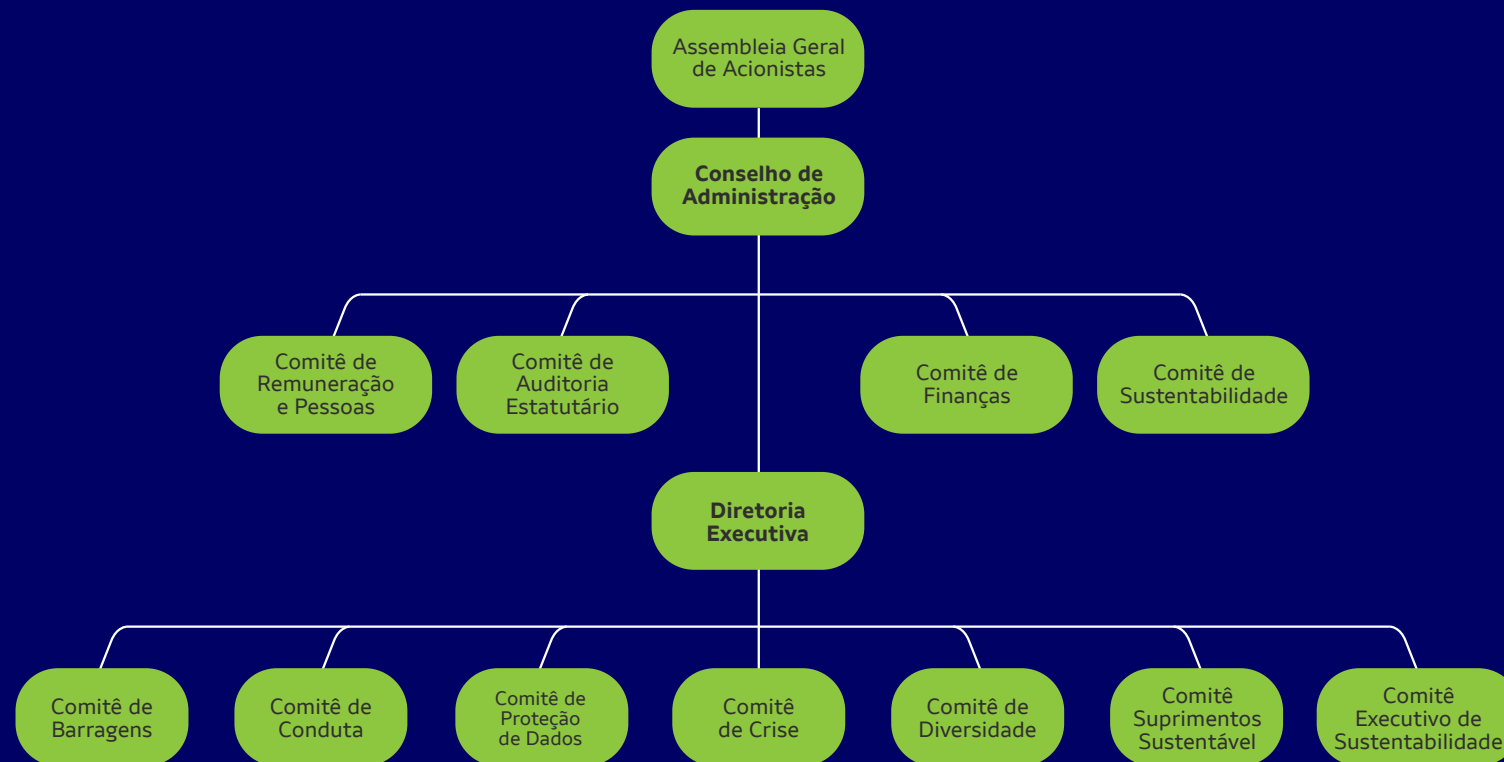 Assembleia Geral
de Acionistas
Conselho de
Administração
Comitê de
Remuneração
e Pessoas
Comitê de
Auditoria
Estatutário
Comitê de
Finanças
Comitê de
Sustentabilidade
Diretoria
Executiva
Comitê de
Barragens
Comitê de
Conduta
Comitê de
Proteção
de Dados
Comitê
de Crise
Comitê de
Diversidade
Comitê
Suprimentos
Sustentável
Comitê
Executivo de
Sustentabilidade